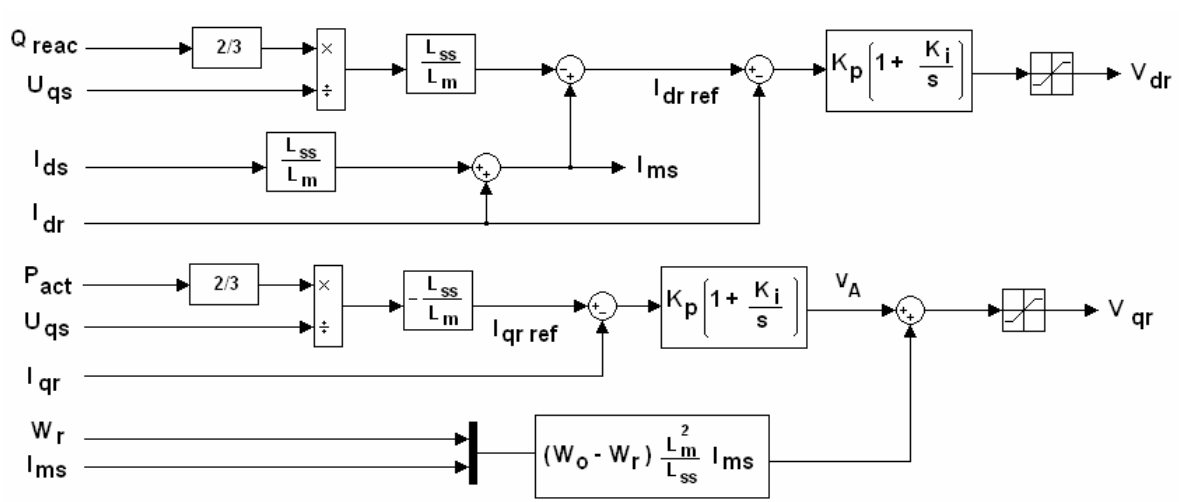 Q reac
2/3
×
÷
U qs
L ss
L m
- +
I dr ref
+ -
K p ( 1 + K i
s )
V dr
I ds
L ss
L m
+ +
I ms
I dr
P act
2/3
×
÷
U qs
- L ss
L m
I qr ref
+ -
K p ( 1 + K i
s )
V A
+ +
V qr
I qr
W r
I ms
(W o - W r ) L m 2
L ss
I ms